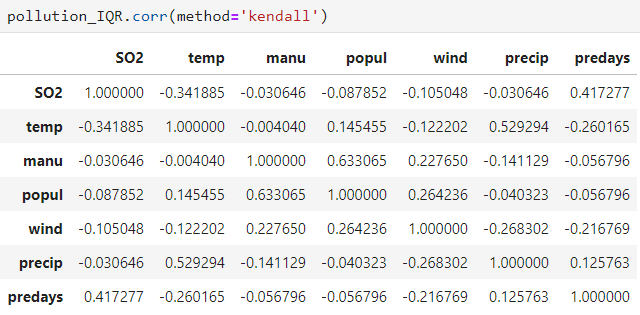 pollution_IQR.corr(method='kendall')
SO2 temp manu popul wind precip predays
SO2 1.000000 -0.341885 -0.030646 -0.087852 -0.105048 -0.030646 0.417277
temp -0.341885 1.000000 -0.004040 0.145455 -0.122202 0.529294 -0.260165
manu -0.030646 -0.004040 1.000000 0.633065 0.227650 -0.141129 -0.056796
popul -0.087852 0.145455 0.633065 1.000000 0.264236 -0.040323 -0.056796
wind -0.105048 -0.122202 0.227650 0.264236 1.000000 -0.268302 -0.216769
precip -0.030646 0.529294 -0.141129 -0.040323 -0.268302 1.000000 0.125763
predays 0.417277 -0.260165 -0.056796 -0.056796 -0.216769 0.125763 1.000000